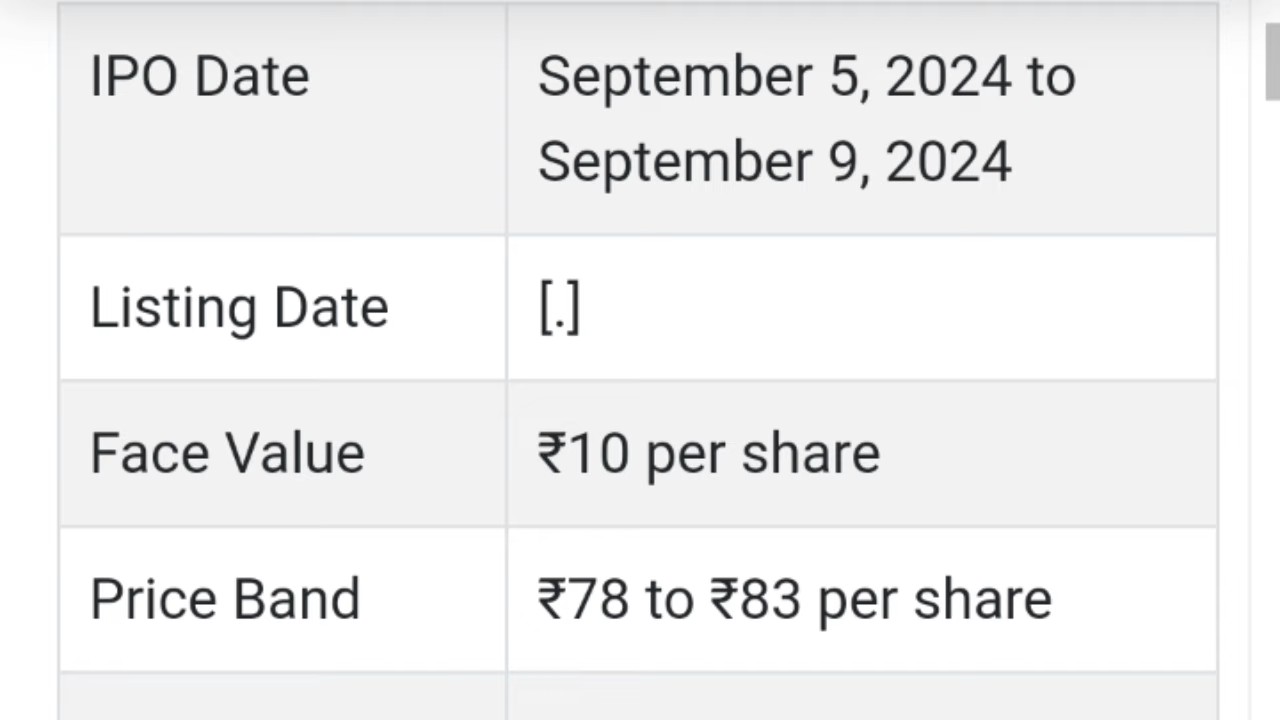 IPO Date
September 5, 2024 to
September 9, 2024
Listing Date
[.]
Face Value
₹10 per share
Price Band
₹78 to ₹83 per share